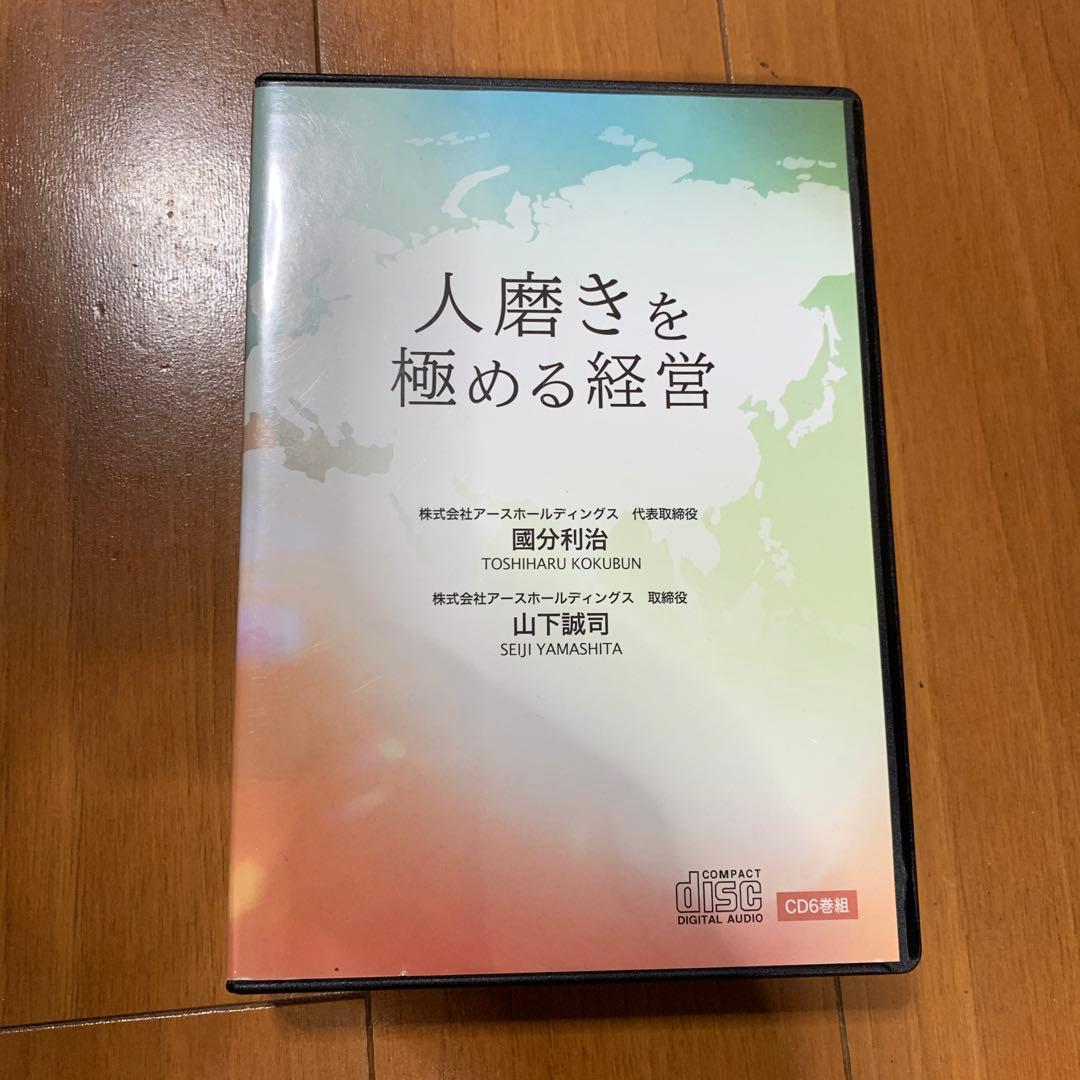 人磨きを
極める経営
株式会社アースホールディングス　代表取締役
國分利治
TOSHIHARU KOKUBUN
株式会社アースホールディングス　取締役
山下誠司
SEIJI YAMASHITA
COMPACT
disc
DIGITAL AUDIO
CD6巻組